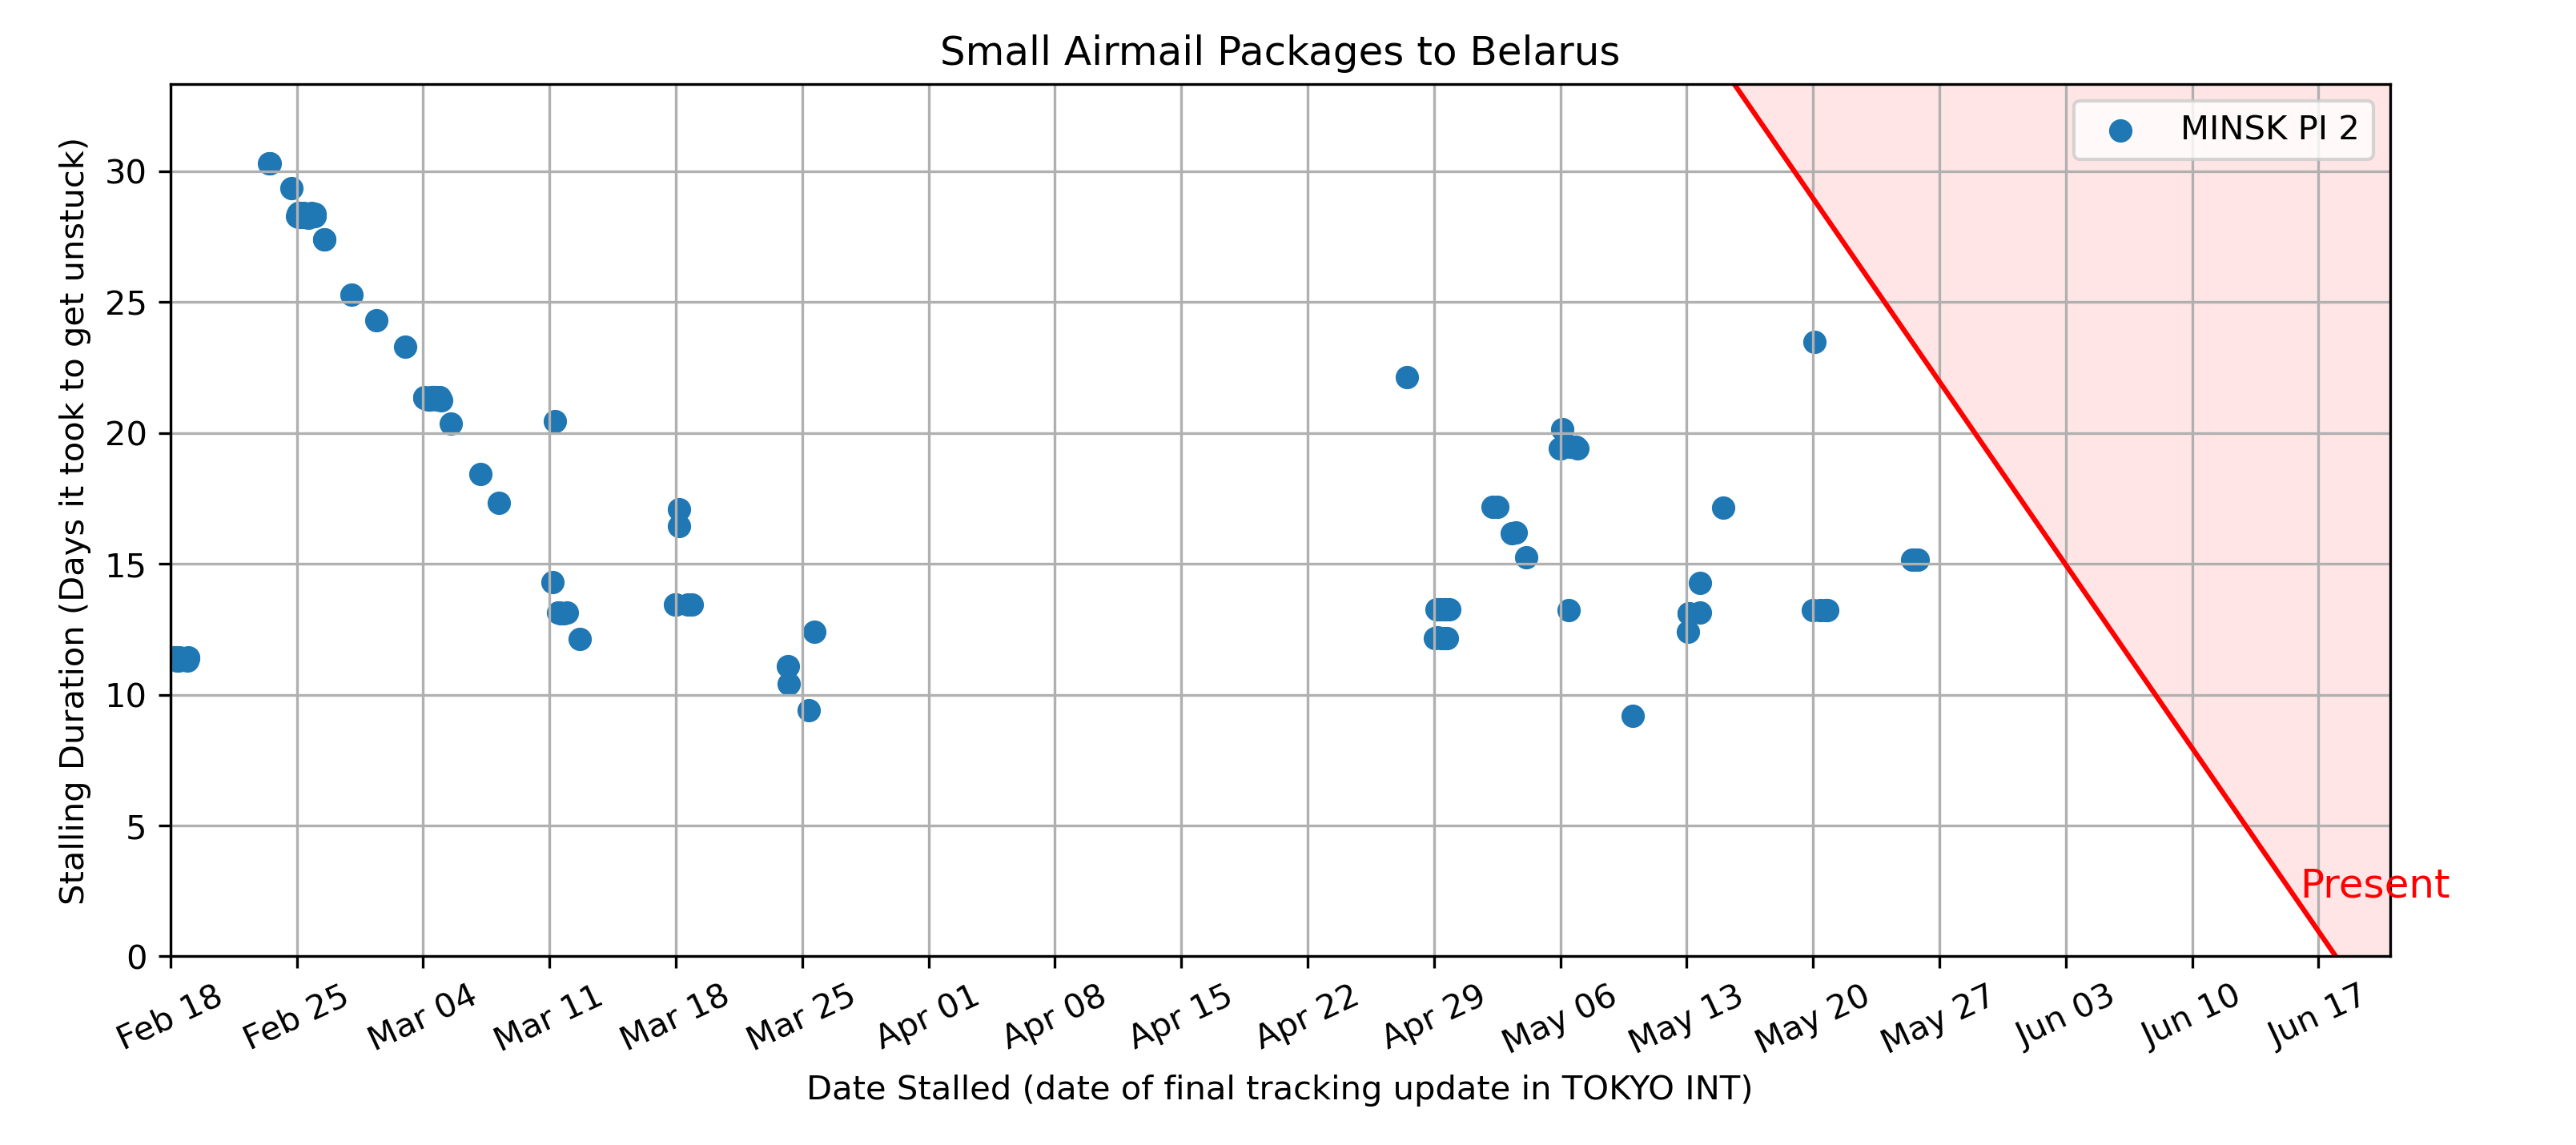 Small Airmail Packages to Belarus
MINSK PI 2
Stalling Duration (Days it took to get unstuck)
30
25
20
15
10
5
0
Present
Feb 18
Feb 25
Mar 04
Mar 11
Mar 18
Mar 25
Apr 01
Apr 08
Apr 15
Apr 22
Apr 29
May 06
May 13
May 20
May 27
Jun 03
Jun 10
Jun 17
Date Stalled (date of final tracking update in TOKYO INT)